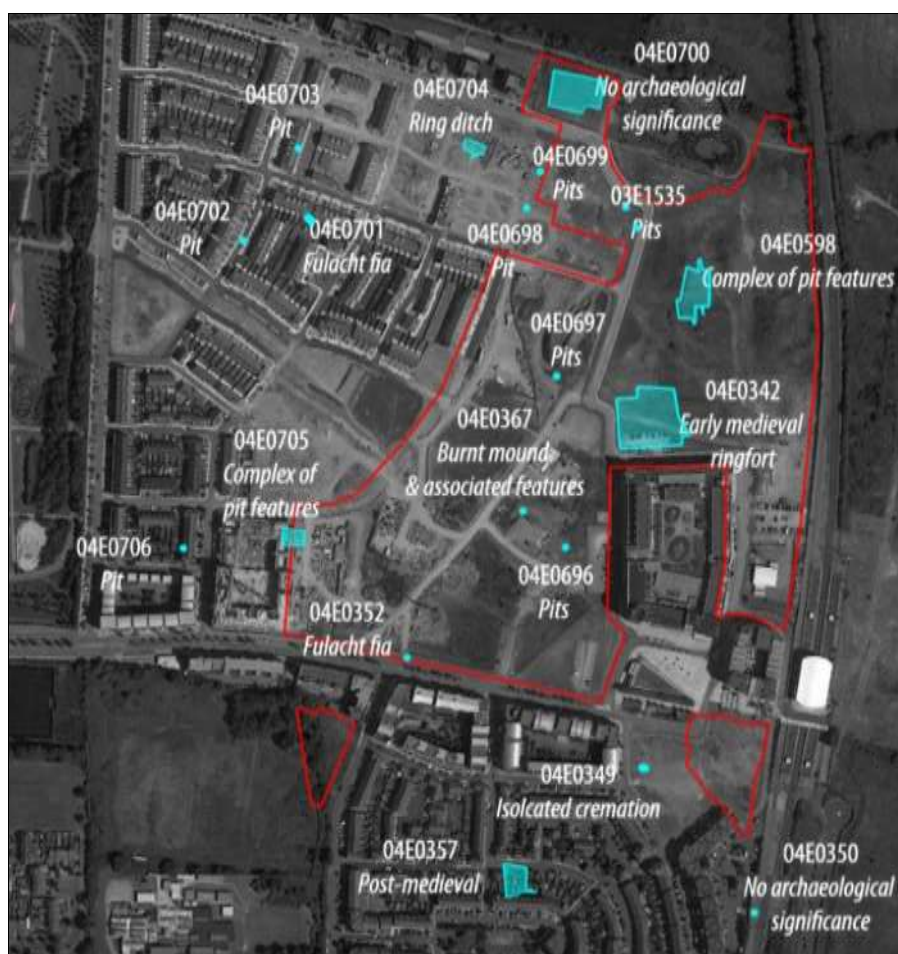 04E0700
No archaeological
significance
04E0703
Pit
04E0704
Ring ditch
04E0699
Pits
03E1535
Pits
04E0702
Pit
04E0701
Fulacht fia
04E0698
Pit
04E0598
Complex of pit features
04E0697
Pits
04E0342
Early medieval
ringfort
04E0367
Burnt mound
& associated features
04E0705
Complex of
pit features
04E0706
Pit
04E0696
Pits
04E0352
Fulacht fia
04E0349
Isolcated cremation
04E0357
Post-medieval
04E0350
No archaeological
significance